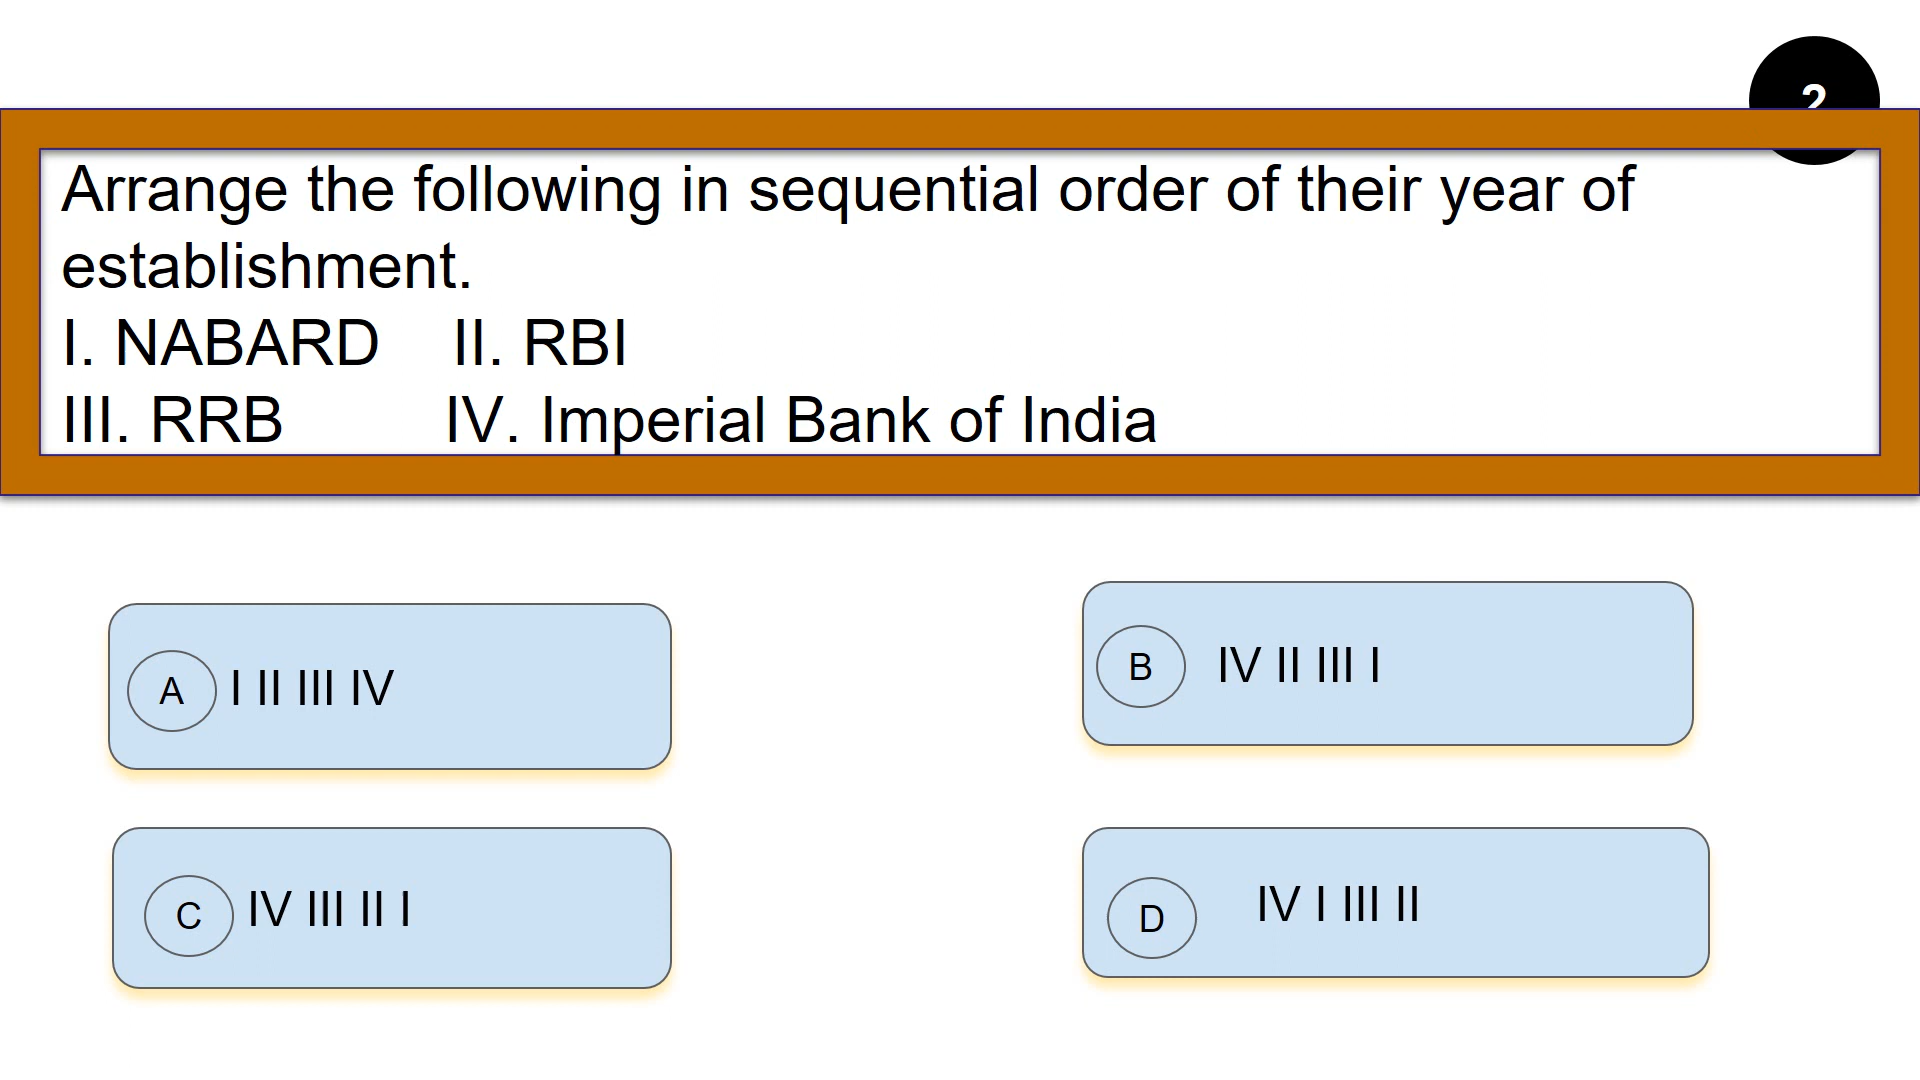 2
Arrange the following in sequential order of their year of
establishment.
I. NABARD II. RBI
III. RRB IV. Imperial Bank of India
A I II III IV
B IV II III I
C IV III II I
D IV I III II